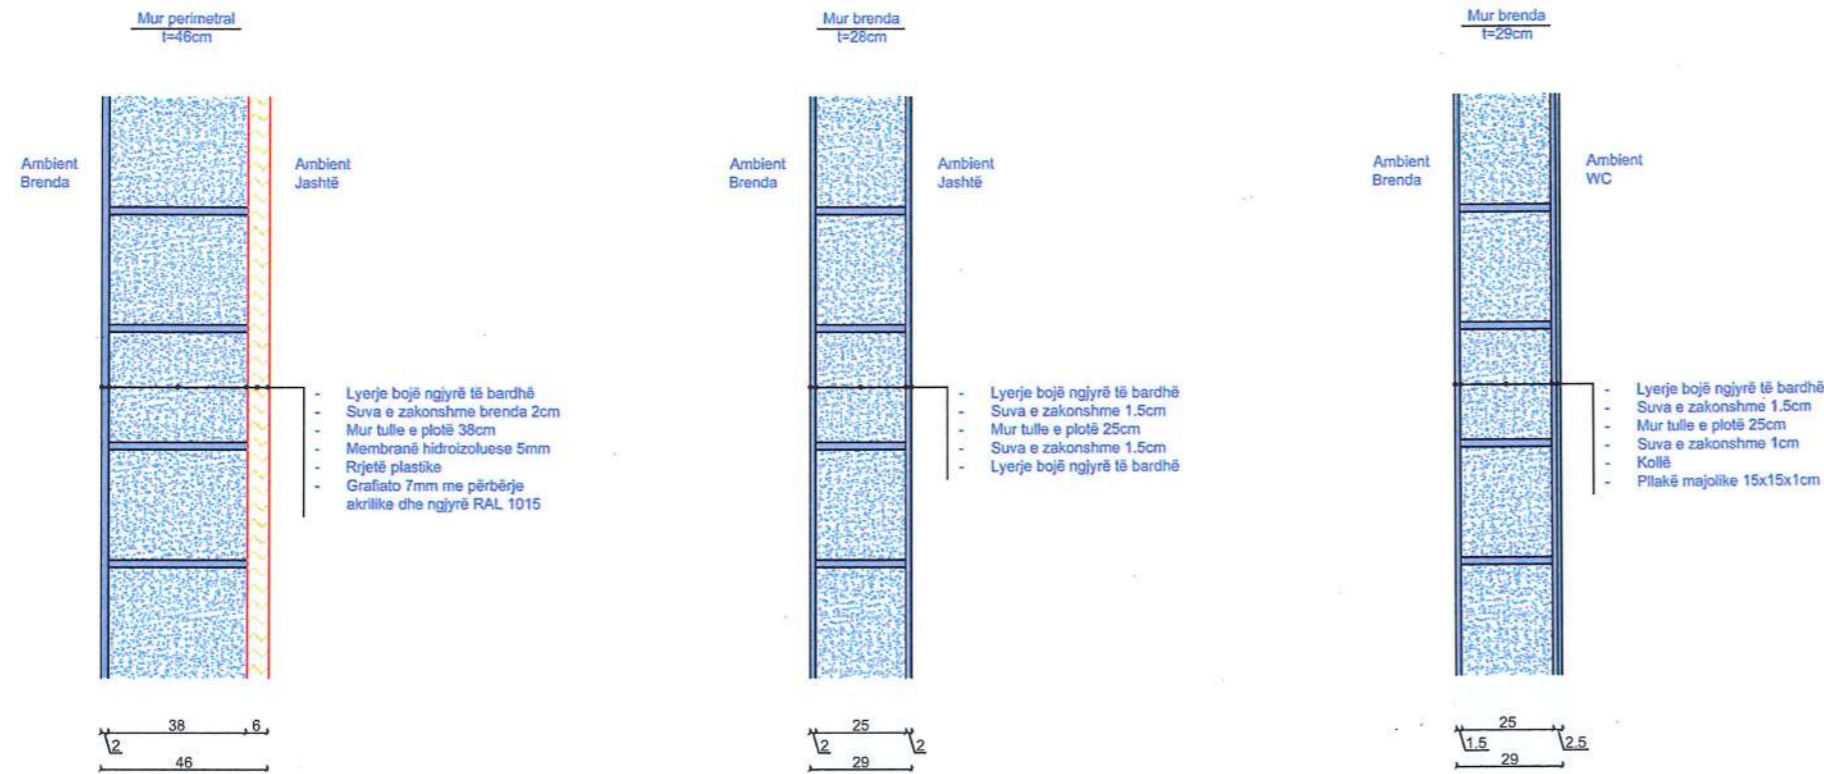 Mur perimetral
t=46cm
Ambient
Brenda
Ambient
Jashtë
- Lyerje bojë ngjyrë të bardhë
- Suva e zakonshme brenda 2cm
- Mur tulle e plotë 38cm
- Membranë hidroizoluese 5mm
- Rrjetë plastike
- Grafiato 7mm me përbërje
akrilike dhe ngjyrë RAL 1015
38
6
2
46
Mur brenda
t=28cm
Ambient
Brenda
Ambient
Jashtë
- Lyerje bojë ngjyrë të bardhë
- Suva e zakonshme 1.5cm
- Mur tulle e plotë 25cm
- Suva e zakonshme 1.5cm
- Lyerje bojë ngjyrë të bardhë
25
2
2
29
Mur brenda
t=29cm
Ambient
Brenda
Ambient
WC
- Lyerje bojë ngjyrë të bardhë
- Suva e zakonshme 1.5cm
- Mur tulle e plotë 25cm
- Suva e zakonshme 1cm
- Kollë
- Pllakë majolike 15x15x1cm
25
1.5
2.5
29